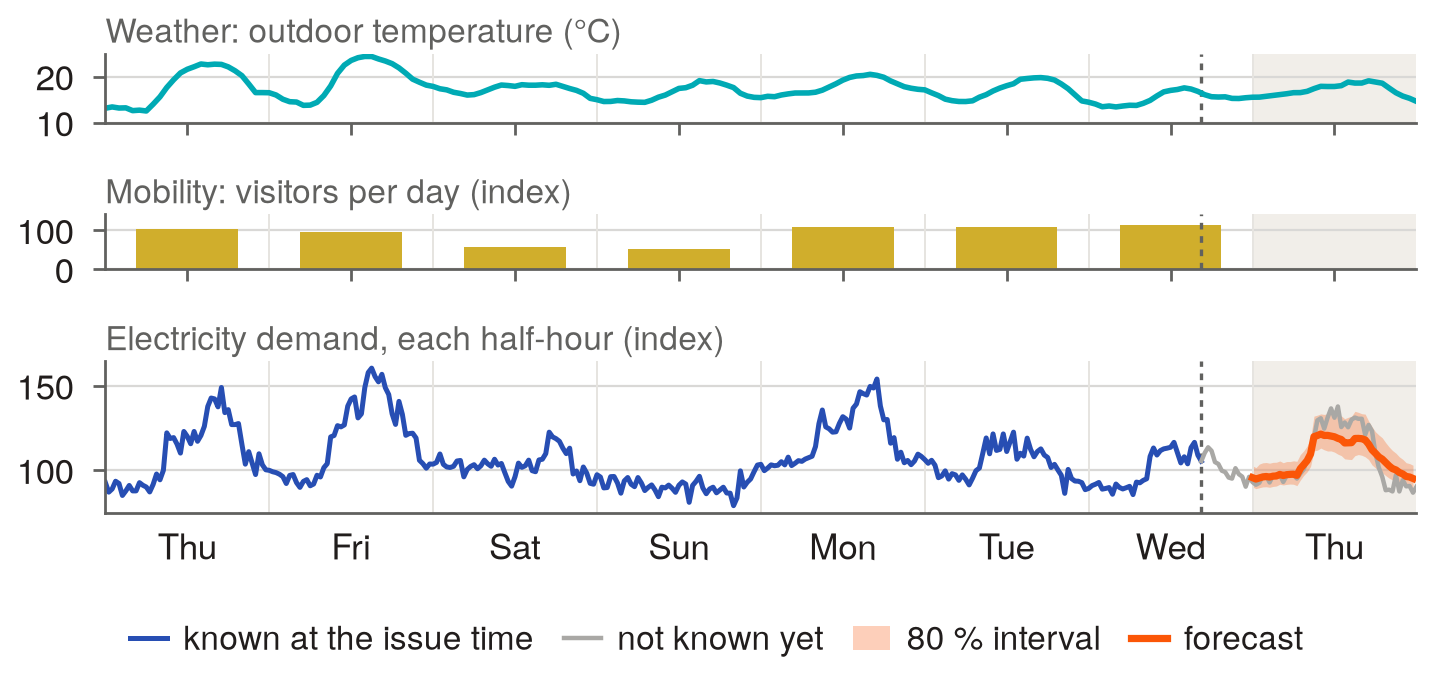 Weather: outdoor temperature (°C)
20
10
Mobility: visitors per day (index)
100
0
Electricity demand, each half-hour (index)
150
100
Thu Fri Sat Sun Mon Tue Wed Thu
known at the issue time not known yet 80 % interval forecast